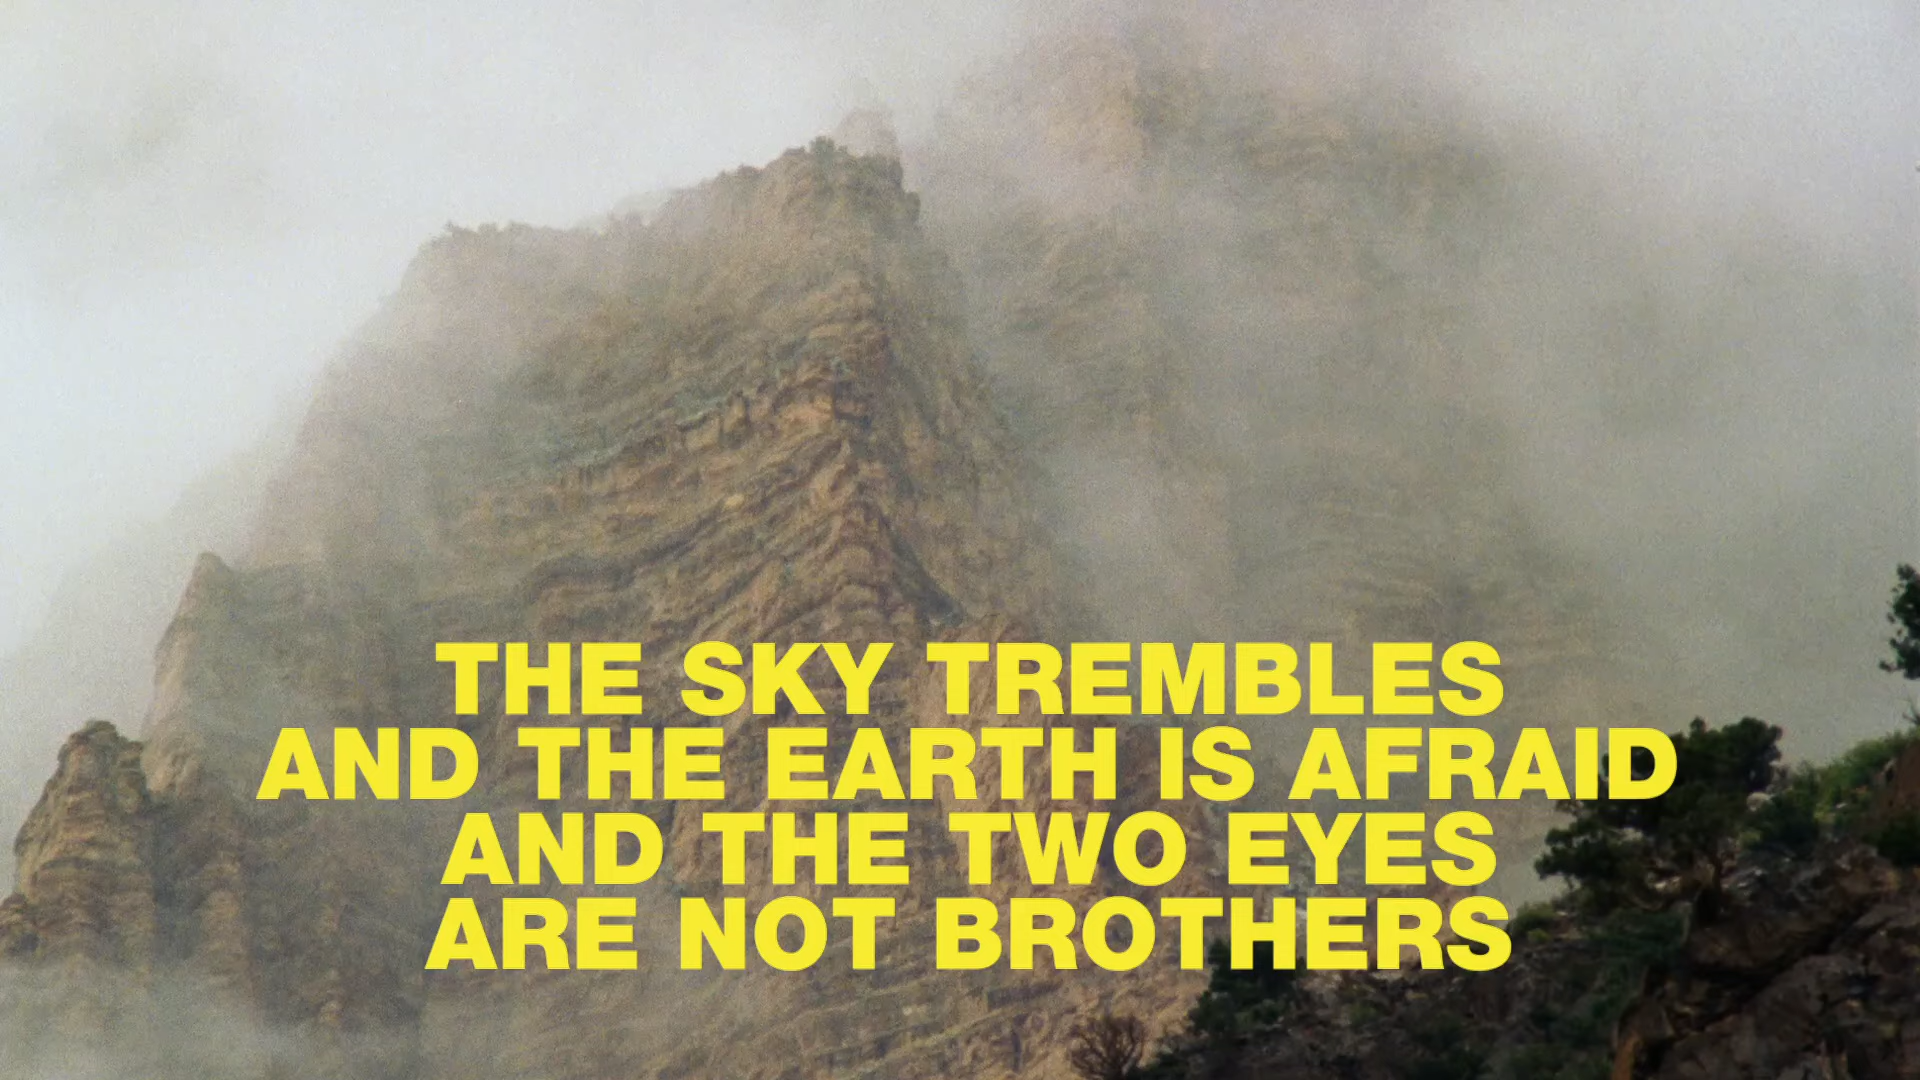 THE SKY TREMBLES
AND THE EARTH IS AFRAID
AND THE TWO EYES
ARE NOT BROTHERS